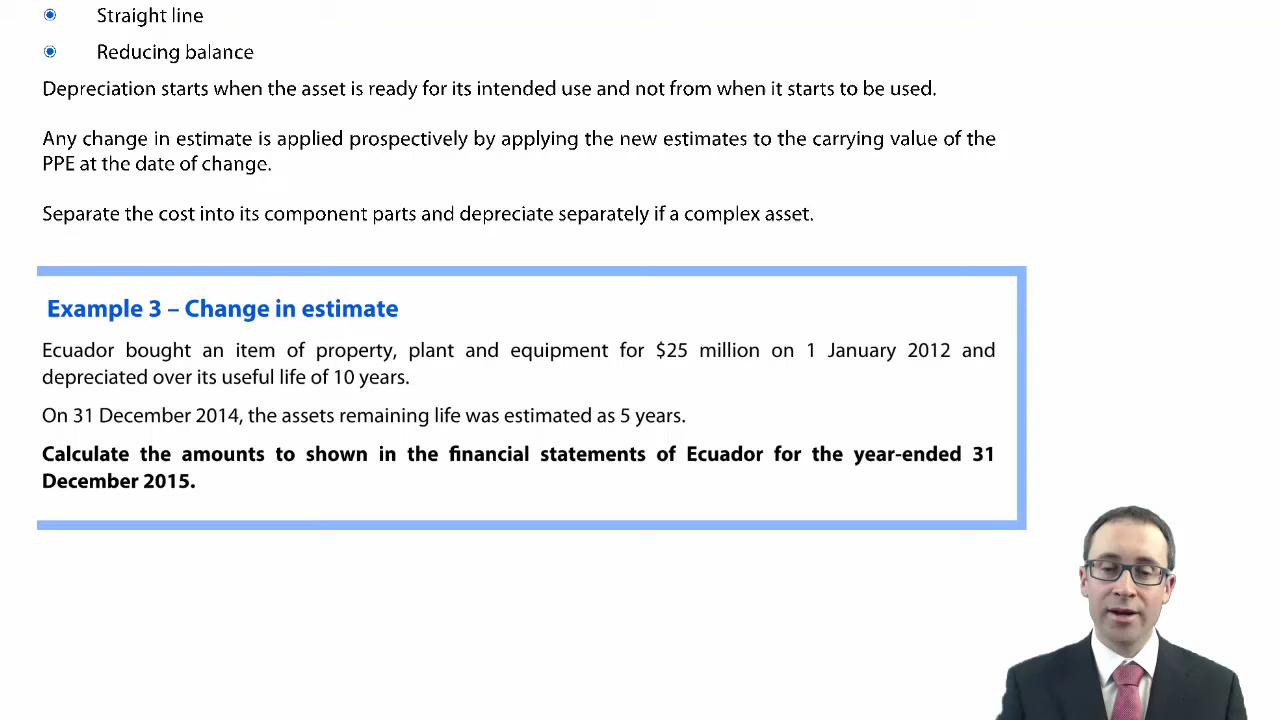 Straight line
Reducing balance
Depreciation starts when the asset is ready for its intended use and not from when it starts to be used.
Any change in estimate is applied prospectively by applying the new estimates to the carrying value of the
PPE at the date of change.
Separate the cost into its component parts and depreciate separately if a complex asset.
Example 3 – Change in estimate
Ecuador bought an item of property, plant and equipment for $25 million on 1 January 2012 and
depreciated over its useful life of 10 years.
On 31 December 2014, the assets remaining life was estimated as 5 years.
Calculate the amounts to shown in the financial statements of Ecuador for the year-ended 31
December 2015.